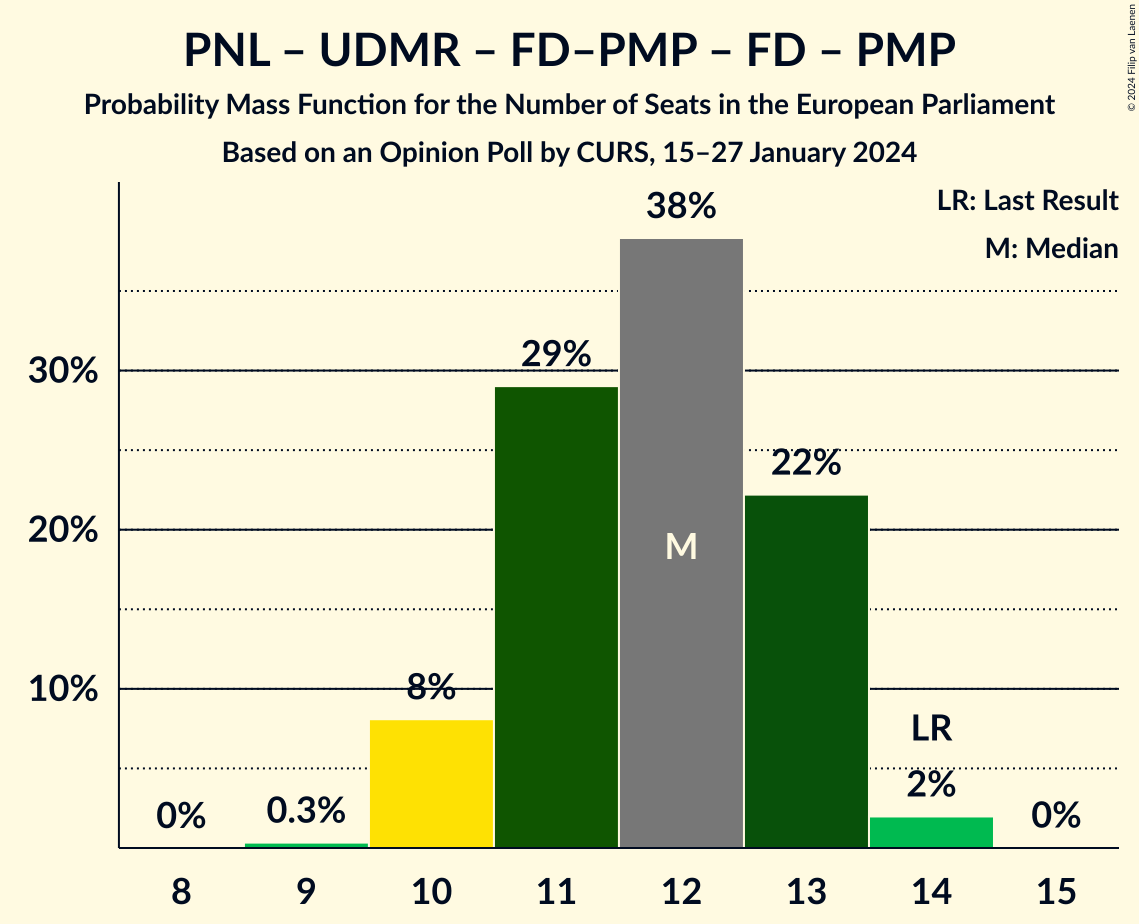 PNL – UDMR – FD–PMP – FD – PMP
Probability Mass Function for the Number of Seats in the European Parliament
Based on an Opinion Poll by CURS, 15–27 January 2024
© 2024 Filip van Laenen
LR: Last Result
M: Median
38%
30%
29%
22%
20%
M
10%
8%
LR
2%
0%
0.3%
0%
8
9
10
11
12
13
14
15